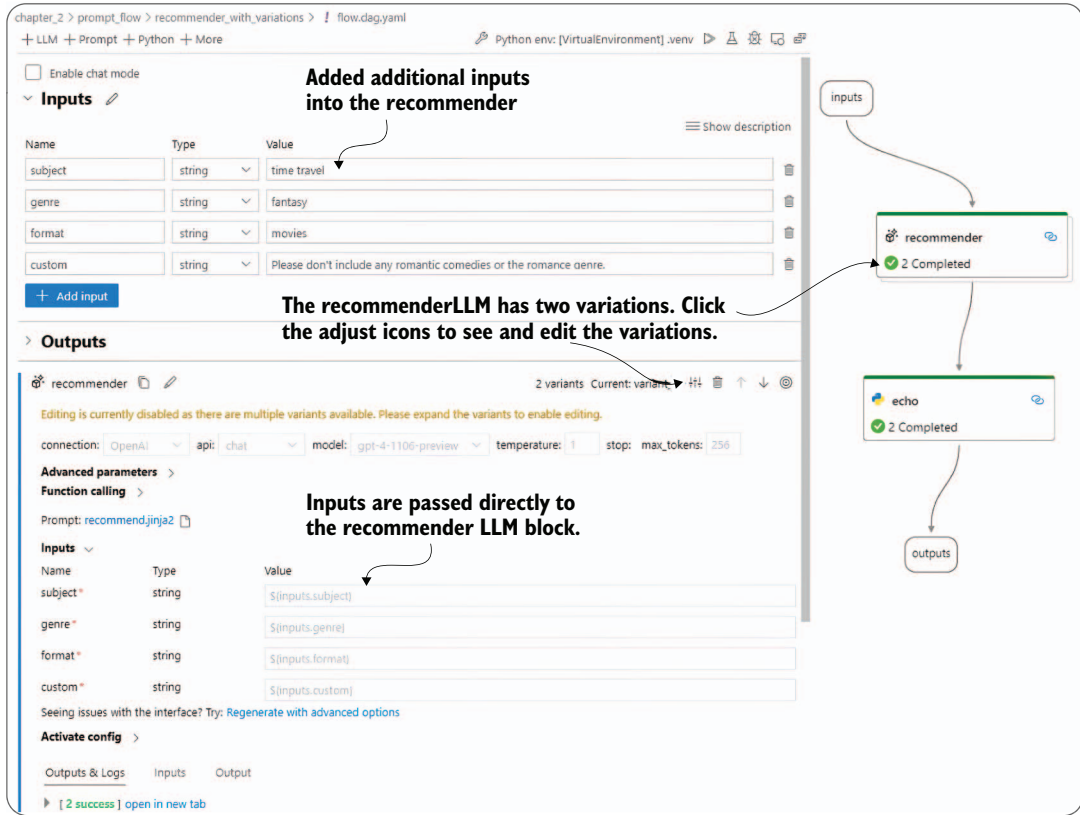 chapter_2 > prompt_flow > recommender_with_variations > ! flow.dag.yaml
+ LLM + Prompt + Python + More
Python env: [VirtualEnvironment] .venv
Enable chat mode
Inputs
Added additional inputs
into the recommender
Show description
Name Type Value
subject string time travel
genre string fantasy
format string movies
custom string Please don't include any romantic comedies or the romance genre.
+ Add input
The recommenderLLM has two variations. Click
the adjust icons to see and edit the variations.
Outputs
recommender 2 variants Current: variant_
Editing is currently disabled as there are multiple variants available. Please expand the variants to enable editing.
connection: OpenAI api: chat model: gpt-4-1106-preview temperature: 1 stop: max_tokens: 256
Advanced parameters >
Function calling >
Inputs are passed directly to
the recommender LLM block.
Prompt: recommend.jinja2
Inputs
Name Type Value
subject* string ${inputs.subject}
genre* string ${inputs.genre}
format* string ${inputs.format}
custom* string ${inputs.custom}
Seeing issues with the interface? Try: Regenerate with advanced options
Activate config >
Outputs & Logs Inputs Output
[ 2 success ] open in new tab
inputs
recommender
2 Completed
echo
2 Completed
outputs